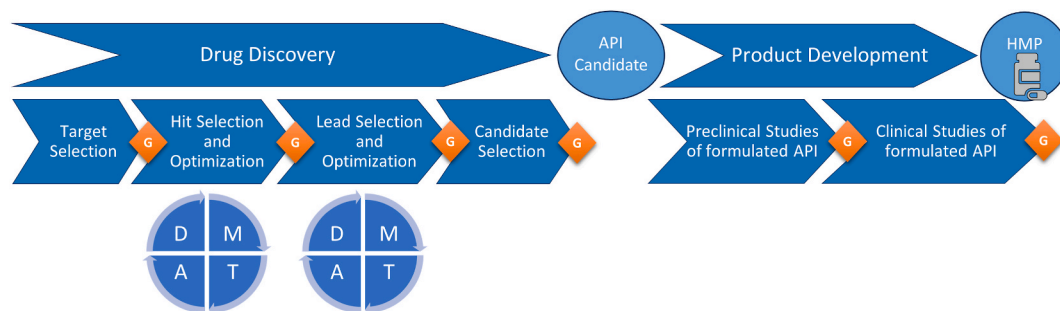 Drug Discovery
API
Candidate
Product Development
HMP
Target
Selection
G
Hit Selection
and
Optimization
G
Lead Selection
and
Optimization
G
Candidate
Selection
G
Preclinical Studies
of formulated API
G
Clinical Studies of
formulated API
G
D M
A T
D M
A T